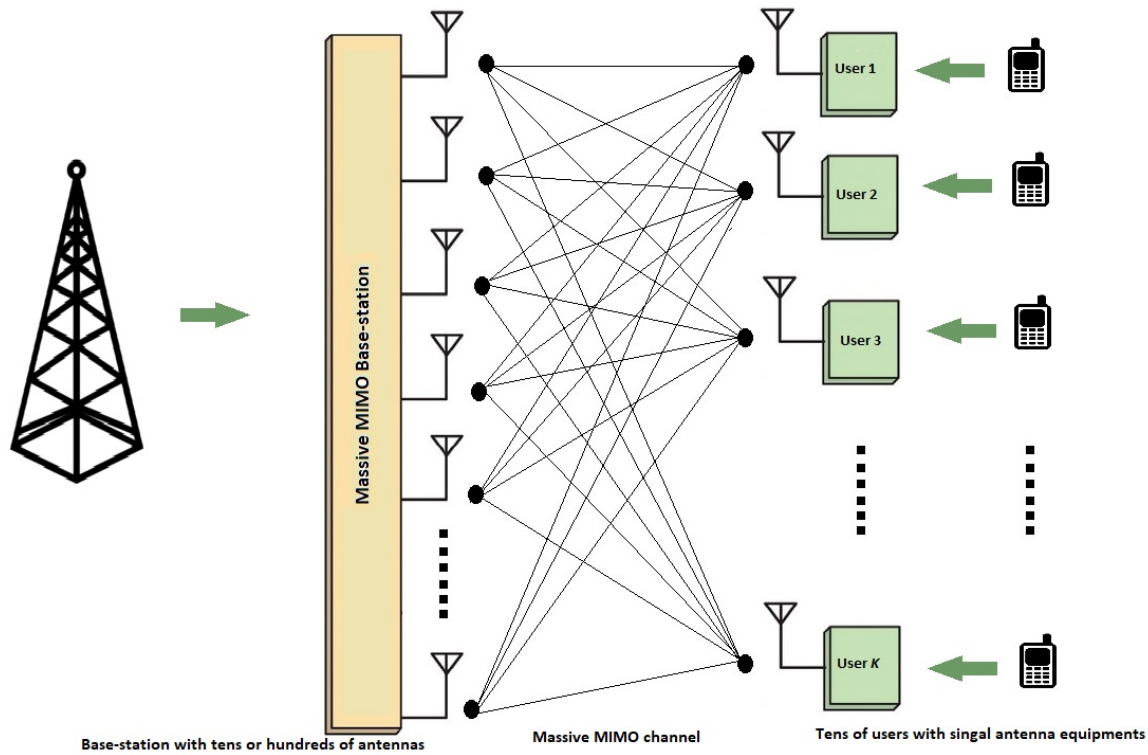 User 1
User 2
Massive MIMO Base-station
User 3
User K
Base-station with tens or hundreds of antennas
Massive MIMO channel
Tens of users with singal antenna equipments